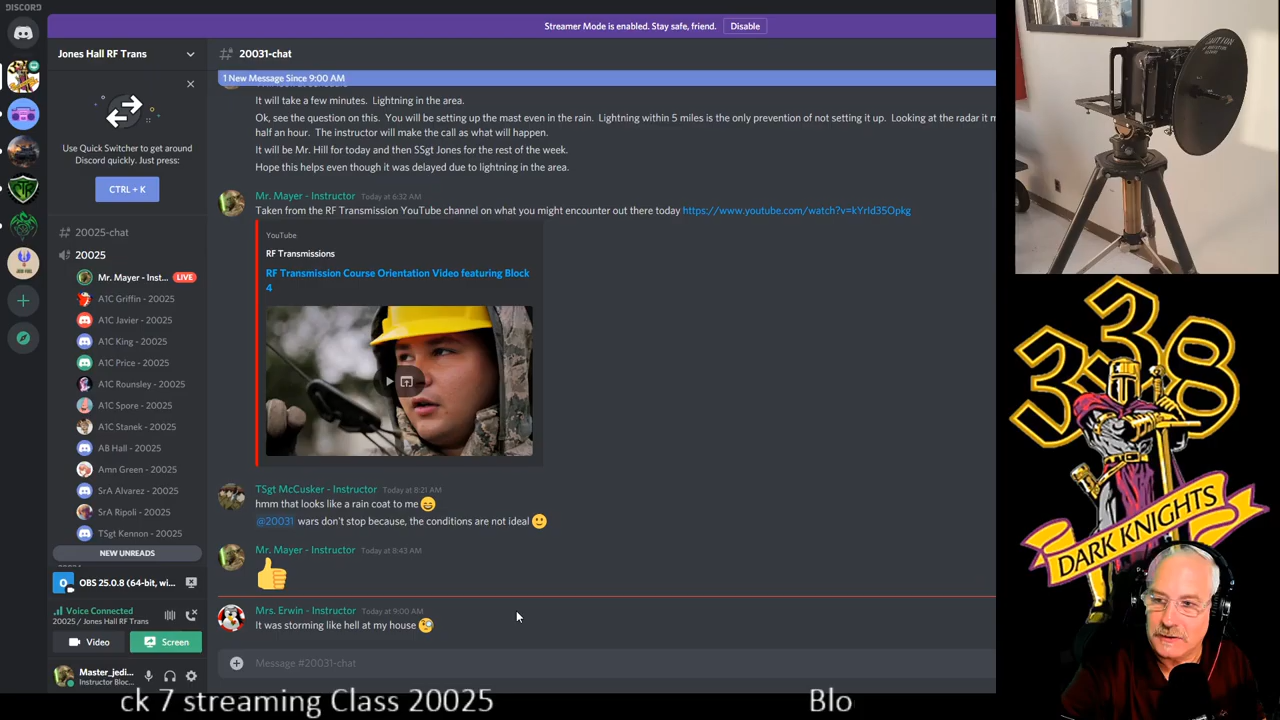 DISCORD
Streamer Mode is enabled. Stay safe, friend.
Disable
Jones Hall RF Trans
20031-chat
1 New Message Since 9:00 AM
Use Quick Switcher to get around
Discord quickly. Just press:
CTRL + K
20025-chat
20025
Mr. Mayer - Inst...
LIVE
A1C Griffin - 20025
A1C Javier - 20025
A1C King - 20025
A1C Price - 20025
A1C Rounsley - 20025
A1C Spore - 20025
A1C Stanek - 20025
AB Hall - 20025
Amn Green - 20025
SrA Alvarez - 20025
SrA Ripoli - 20025
TSgt Kennon - 20025
NEW UNREADS
OBS 25.0.8 (64-bit, wi...
Voice Connected
20025 / Jones Hall RF Trans
Video
Screen
Master_jedi...
Instructor Bloc...
It will take a few minutes. Lightning in the area.
Ok, see the question on this. You will be setting up the mast even in the rain. Lightning within 5 miles is the only prevention of not setting it up. Looking at the radar it m
half an hour. The instructor will make the call as what will happen.
It will be Mr. Hill for today and then SSgt Jones for the rest of the week.
Hope this helps even though it was delayed due to lightning in the area.
Mr. Mayer - Instructor Today at 6:32 AM
Taken from the RF Transmission YouTube channel on what you might encounter out there today https://www.youtube.com/watch?v=kYrId35Opkg
YouTube
RF Transmissions
RF Transmission Course Orientation Video featuring Block
4
TSgt McCusker - Instructor Today at 8:21 AM
hmm that looks like a rain coat to me 😄
@20031 wars don't stop because, the conditions are not ideal 🙂
Mr. Mayer - Instructor Today at 8:43 AM
👍
Mrs. Erwin - Instructor Today at 9:00 AM
It was storming like hell at my house 🧐
Message #20031-chat
CAUTION
338
DARK KNIGHTS
ck 7 streaming Class 20025
Blo